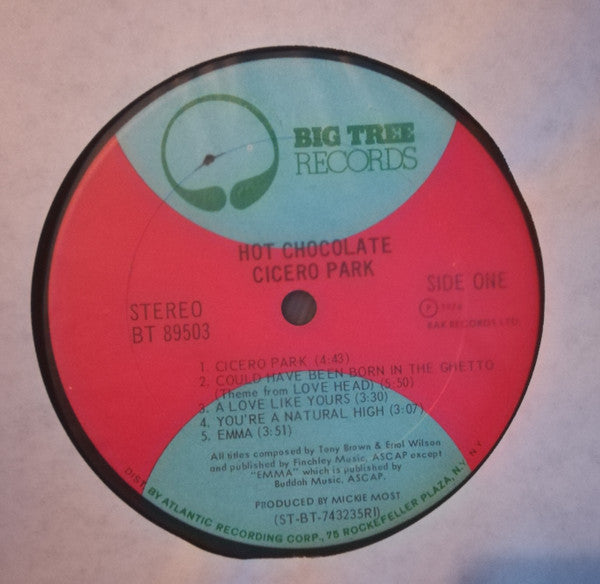 BIG TREE
RECORDS
HOT CHOCOLATE
CICERO PARK
STEREO
BT 89503
SIDE ONE
Ⓟ 1974
RAK RECORDS LTD.
1. CICERO PARK (4:43)
2. COULD HAVE BEEN BORN IN THE GHETTO
(Theme from LOVE HEAD) (5:50)
3. A LOVE LIKE YOURS (3:30)
4. YOU'RE A NATURAL HIGH (3:07)
5. EMMA (3:51)
All titles composed by Tony Brown & Errol Wilson
and published by Finchley Music, ASCAP except
"EMMA" which is published by
Buddah Music, ASCAP.
PRODUCED BY MICKIE MOST
(ST-BT-743235RI)
DIST. BY ATLANTIC RECORDING CORP., 75 ROCKEFELLER PLAZA, N.Y. N.Y.